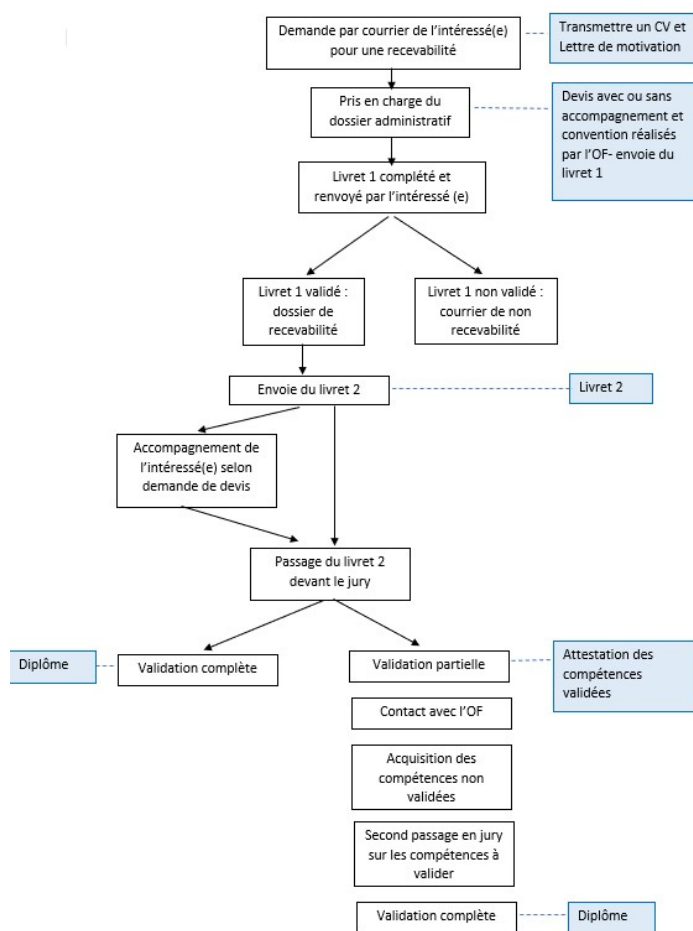 Demande par courrier de l'intéressé(e)
pour une recevabilité
Transmettre un CV et
Lettre de motivation
Pris en charge du
dossier administratif
Devis avec ou sans
accompagnement et
convention réalisés
par l'OF- envoie du
livret 1
Livret 1 complété et
renvoyé par l'intéressé (e)
Livret 1 validé :
dossier de
recevabilité
Livret 1 non validé :
courrier de non
recevabilité
Envoie du livret 2
Livret 2
Accompagnement de
l'intéressé(e) selon
demande de devis
Passage du livret 2
devant le jury
Diplôme
Validation complète
Validation partielle
Attestation des
compétences
validées
Contact avec l'OF
Acquisition des
compétences non
validées
Second passage en jury
sur les compétences à
valider
Validation complète
Diplôme